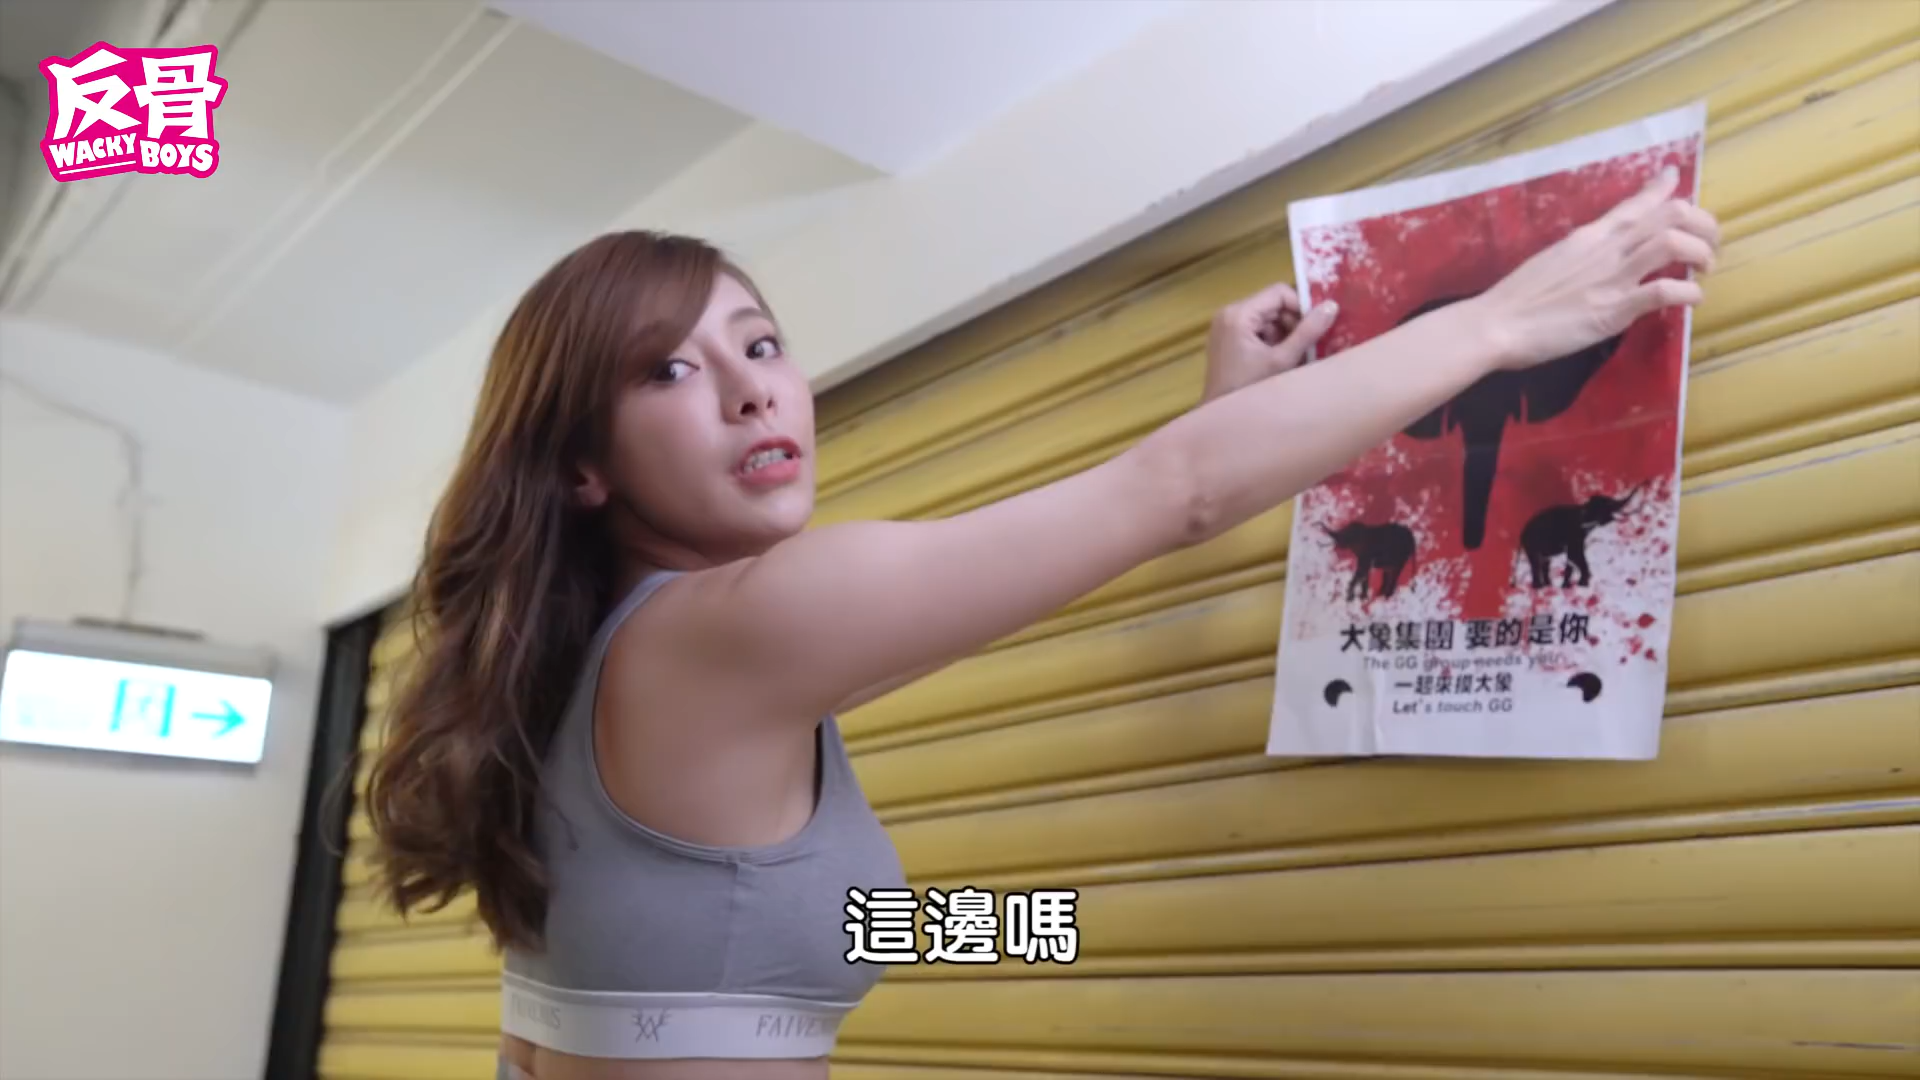 反骨
WACKY BOYS
大象集團 要的是你
The GG group needs you
一起來摸大象
Let's touch GG
這邊嗎
FAIVE